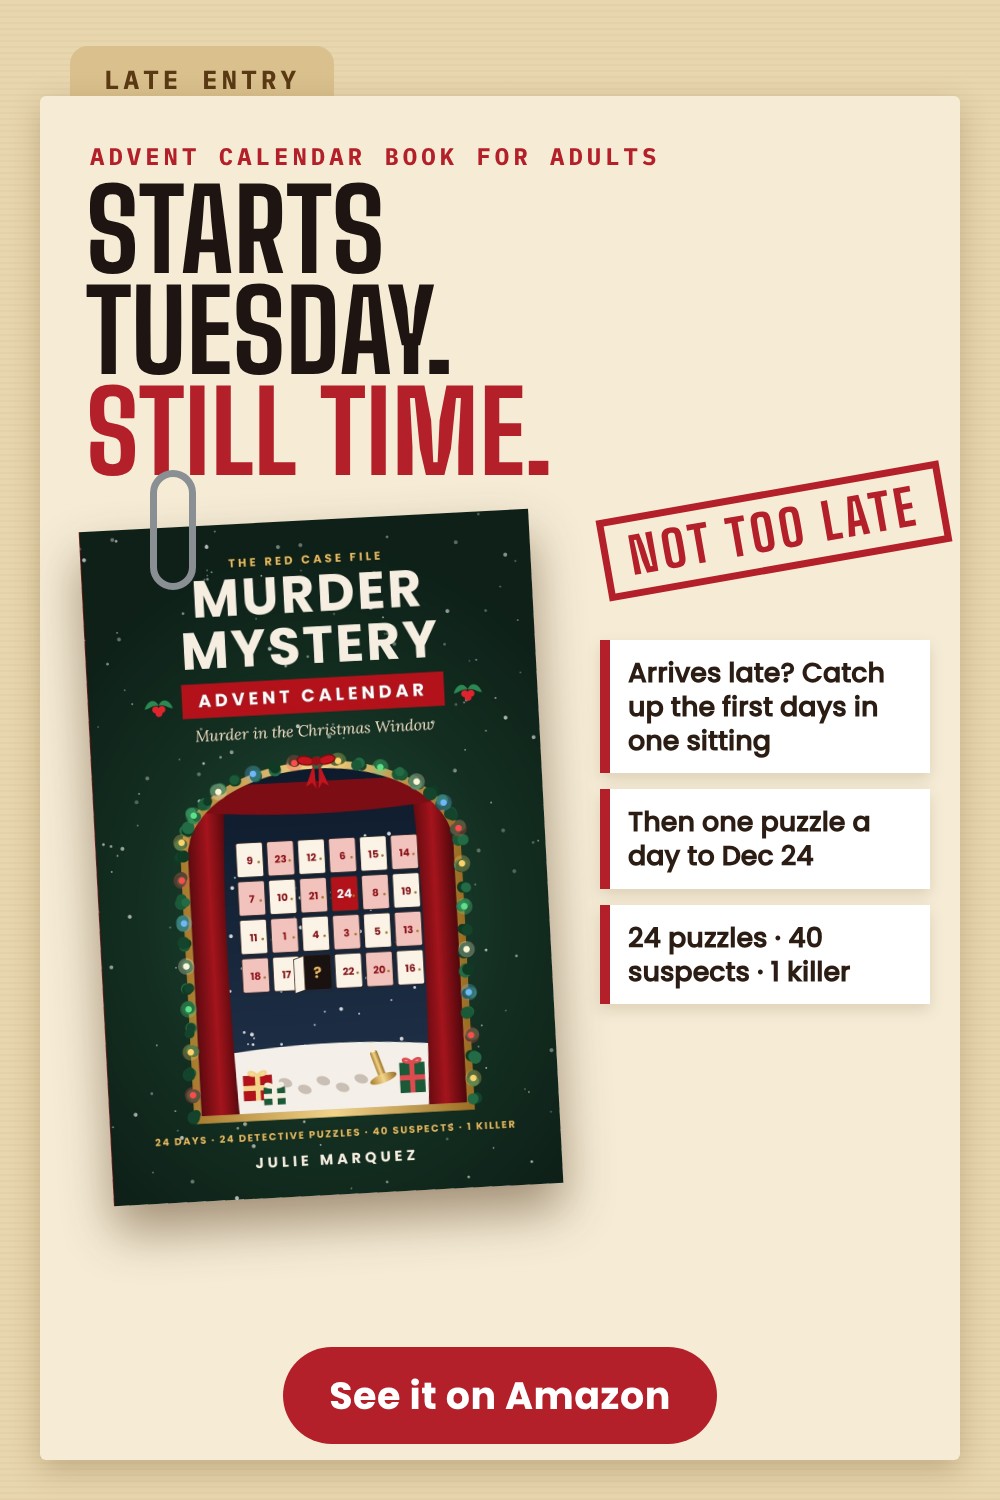 LATE ENTRY
ADVENT CALENDAR BOOK FOR ADULTS
STARTS
TUESDAY.
STILL TIME.
NOT TOO LATE
THE RED CASE FILE
MURDER
MYSTERY
ADVENT CALENDAR
Murder in the Christmas Window
9 23 12 6 15 14
7 10 21 24 8 19
11 1 4 3 5 13
18 17 ? 22 20 16
24 DAYS · 24 DETECTIVE PUZZLES · 40 SUSPECTS · 1 KILLER
JULIE MARQUEZ
Arrives late? Catch
up the first days in
one sitting
Then one puzzle a
day to Dec 24
24 puzzles · 40
suspects · 1 killer
See it on Amazon